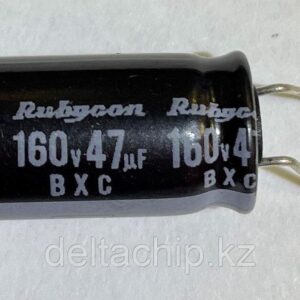 Rubycon Rubycon
160v47µF 160v4
BXC BXC
deltachip.kz